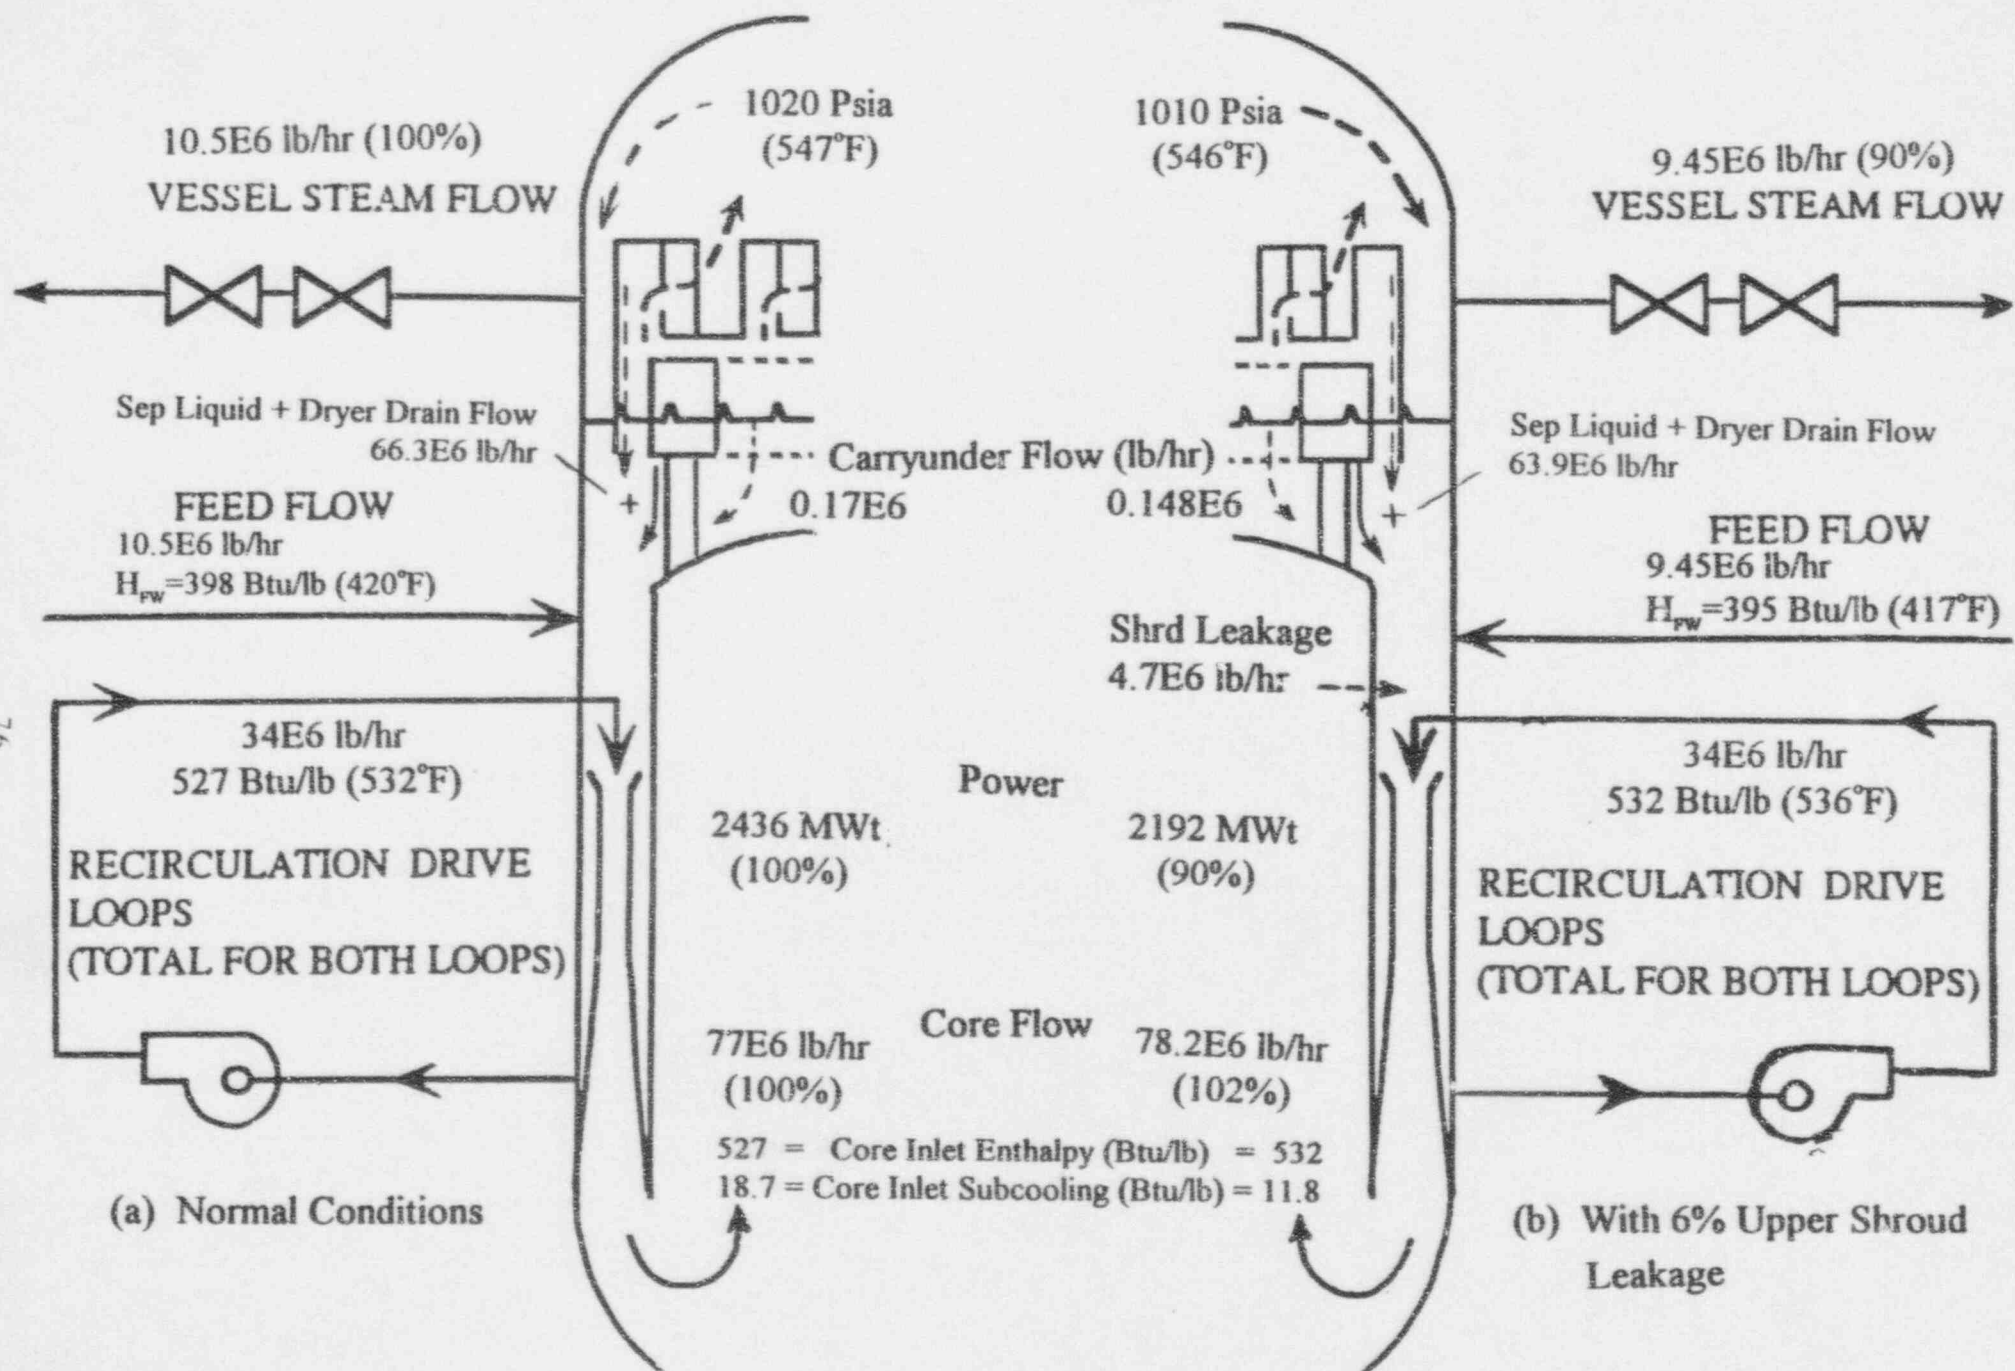 1020 Psia
(547°F)
1010 Psia
(546°F)
10.5E6 lb/hr (100%)
VESSEL STEAM FLOW
9.45E6 lb/hr (90%)
VESSEL STEAM FLOW
Sep Liquid + Dryer Drain Flow
66.3E6 lb/hr
Sep Liquid + Dryer Drain Flow
63.9E6 lb/hr
Carryunder Flow (lb/hr)
0.17E6
0.148E6
+
+
FEED FLOW
10.5E6 lb/hr
H_FW=398 Btu/lb (420°F)
FEED FLOW
9.45E6 lb/hr
H_FW=395 Btu/lb (417°F)
Shrd Leakage
4.7E6 lb/hr
34E6 lb/hr
527 Btu/lb (532°F)
34E6 lb/hr
532 Btu/lb (536°F)
Power
2436 MWt
(100%)
2192 MWt
(90%)
RECIRCULATION DRIVE
LOOPS
(TOTAL FOR BOTH LOOPS)
RECIRCULATION DRIVE
LOOPS
(TOTAL FOR BOTH LOOPS)
Core Flow
77E6 lb/hr
(100%)
78.2E6 lb/hr
(102%)
527 = Core Inlet Enthalpy (Btu/lb) = 532
18.7 = Core Inlet Subcooling (Btu/lb) = 11.8
(a) Normal Conditions
(b) With 6% Upper Shroud
Leakage